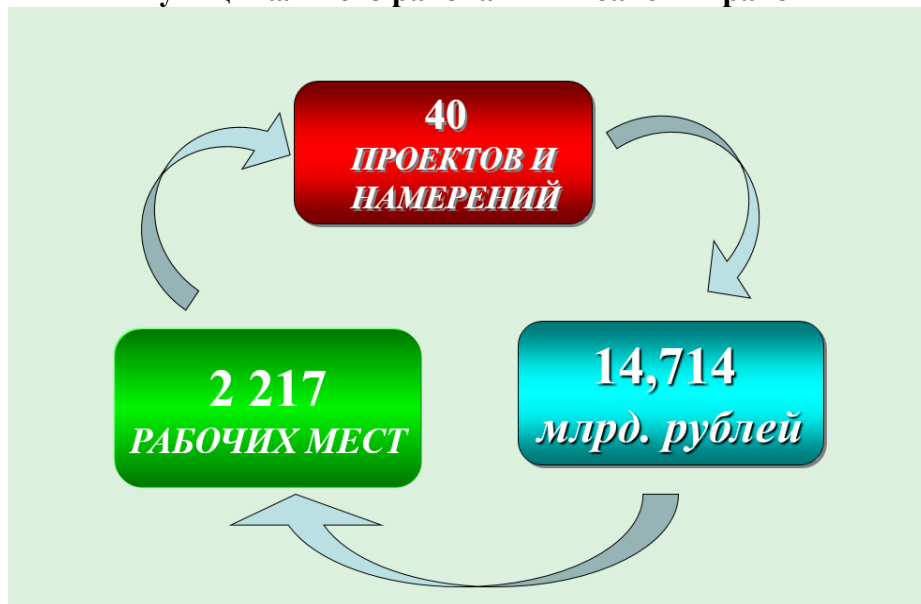 40
ПРОЕКТОВ И
НАМЕРЕНИЙ
14,714
млрд. рублей
2 217
РАБОЧИХ МЕСТ